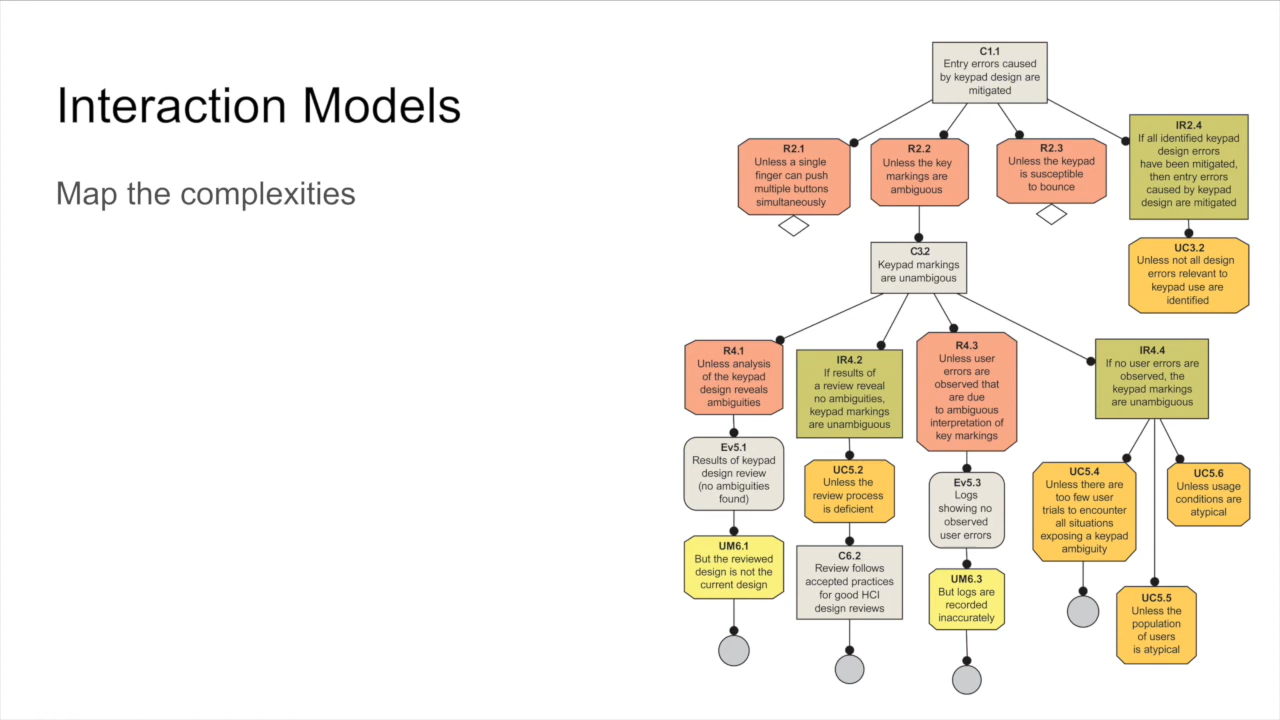 Interaction Models
Map the complexities
C1.1
Entry errors caused
by keypad design are
mitigated
R2.1
Unless a single
finger can push
multiple buttons
simultaneously
R2.2
Unless the key
markings are
ambiguous
R2.3
Unless the keypad
is susceptible
to bounce
IR2.4
If all identified keypad
design errors
have been mitigated,
then entry errors
caused by keypad
design are mitigated
UC3.2
Unless not all design
errors relevant to
keypad use are
identified
C3.2
Keypad markings
are unambigous
R4.1
Unless analysis
of the keypad
design reveals
ambiguities
IR4.2
If results of
a review reveal
no ambiguities,
keypad markings
are unambiguous
R4.3
Unless user
errors are
observed that
are due
to ambiguous
interpretation of
key markings
IR4.4
If no user errors are
observed, the
keypad markings
are unambiguous
Ev5.1
Results of keypad
design review
(no ambiguities
found)
UC5.2
Unless the
review process
is deficient
Ev5.3
Logs
showing no
observed
user errors
UC5.4
Unless there are
too few user
trials to encounter
all situations
exposing a keypad
ambiguity
UC5.6
Unless usage
conditions are
atypical
UM6.1
But the reviewed
design is not the
current design
C6.2
Review follows
accepted practices
for good HCI
design reviews
UM6.3
But logs are
recorded
inaccurately
UC5.5
Unless the
population
of users
is atypical